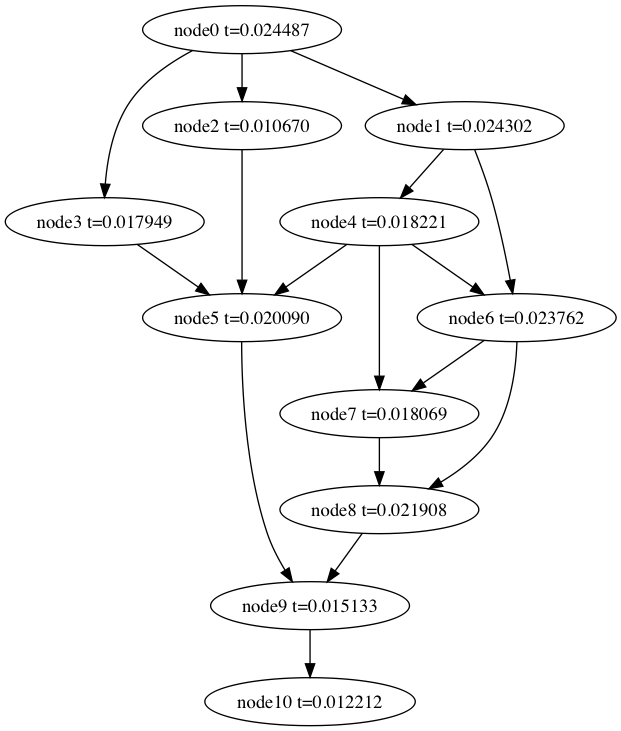 node0 t=0.024487
node2 t=0.010670
node1 t=0.024302
node3 t=0.017949
node4 t=0.018221
node5 t=0.020090
node6 t=0.023762
node7 t=0.018069
node8 t=0.021908
node9 t=0.015133
node10 t=0.012212